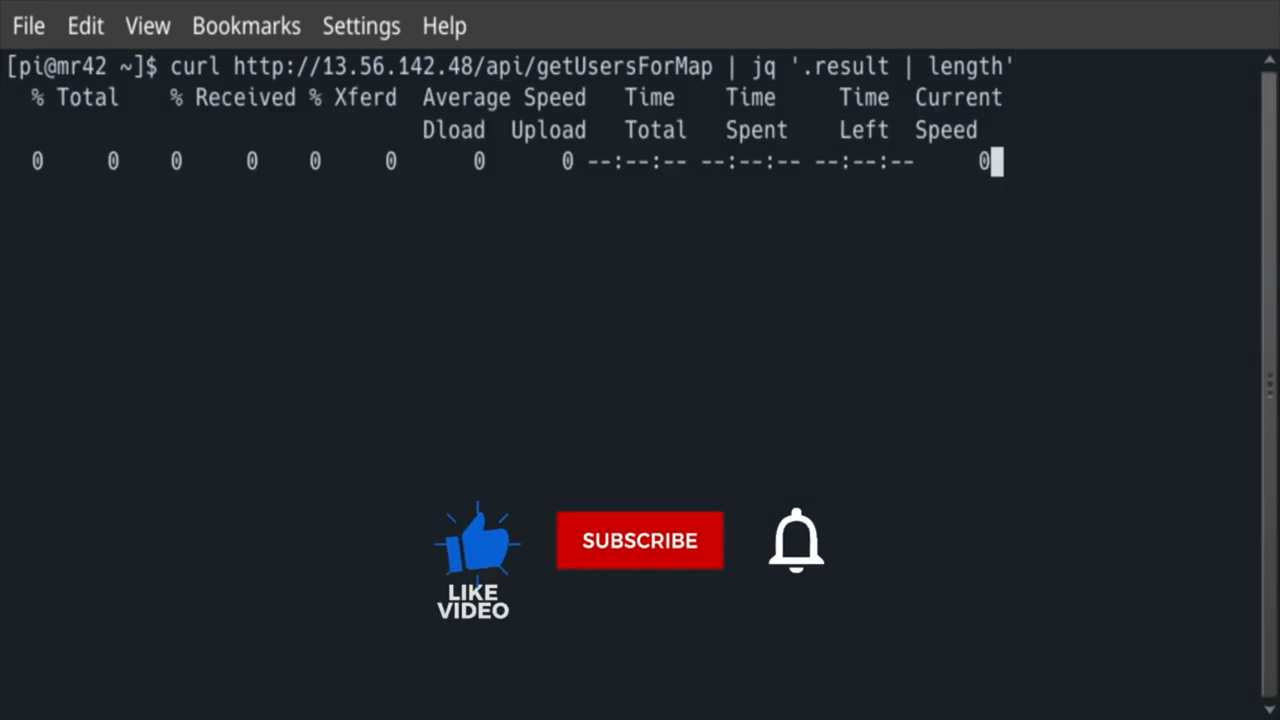 File Edit View Bookmarks Settings Help
[pi@mr42 ~]$ curl http://13.56.142.48/api/getUsersForMap | jq '.result | length'
% Total % Received % Xferd Average Speed Time Time Time Current
Dload Upload Total Spent Left Speed
0 0 0 0 0 0 0 0 --:--:-- --:--:-- --:--:-- 0
SUBSCRIBE
LIKE
VIDEO